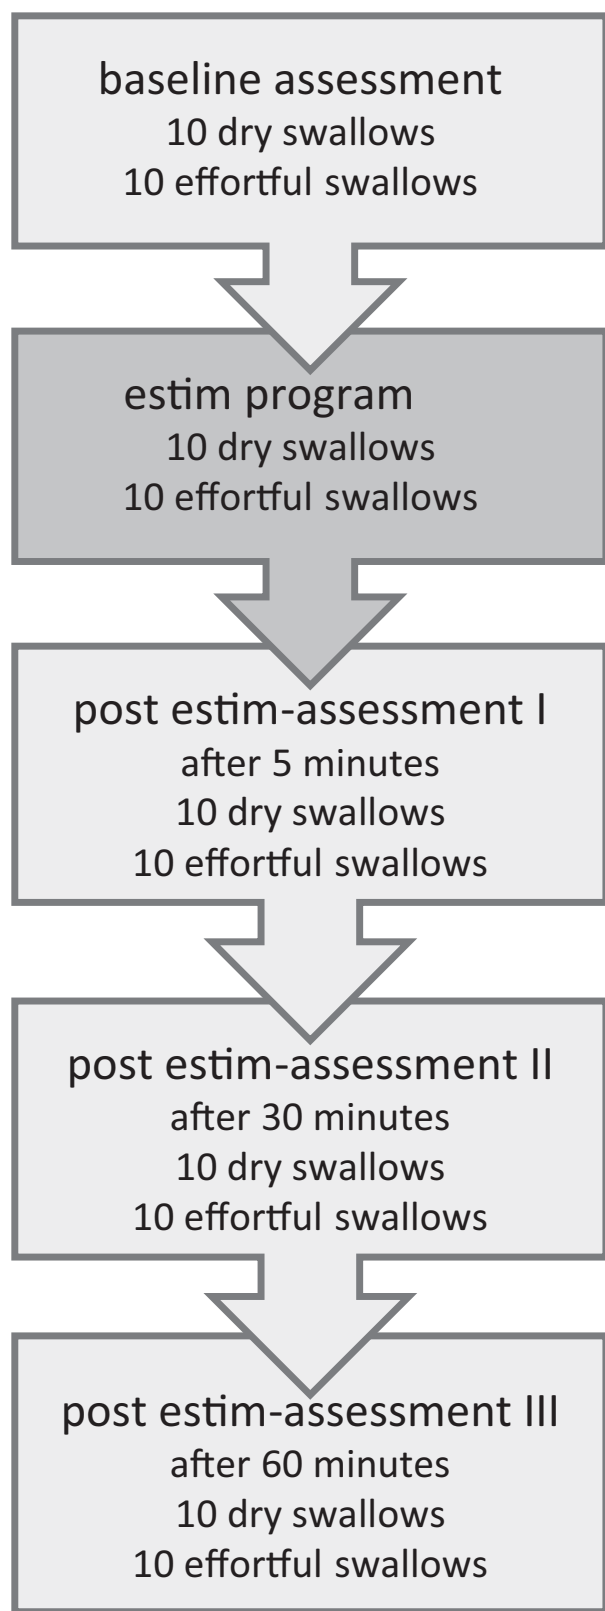 baseline assessment
10 dry swallows
10 effortful swallows
estim program
10 dry swallows
10 effortful swallows
post estim-assessment I
after 5 minutes
10 dry swallows
10 effortful swallows
post estim-assessment II
after 30 minutes
10 dry swallows
10 effortful swallows
post estim-assessment III
after 60 minutes
10 dry swallows
10 effortful swallows